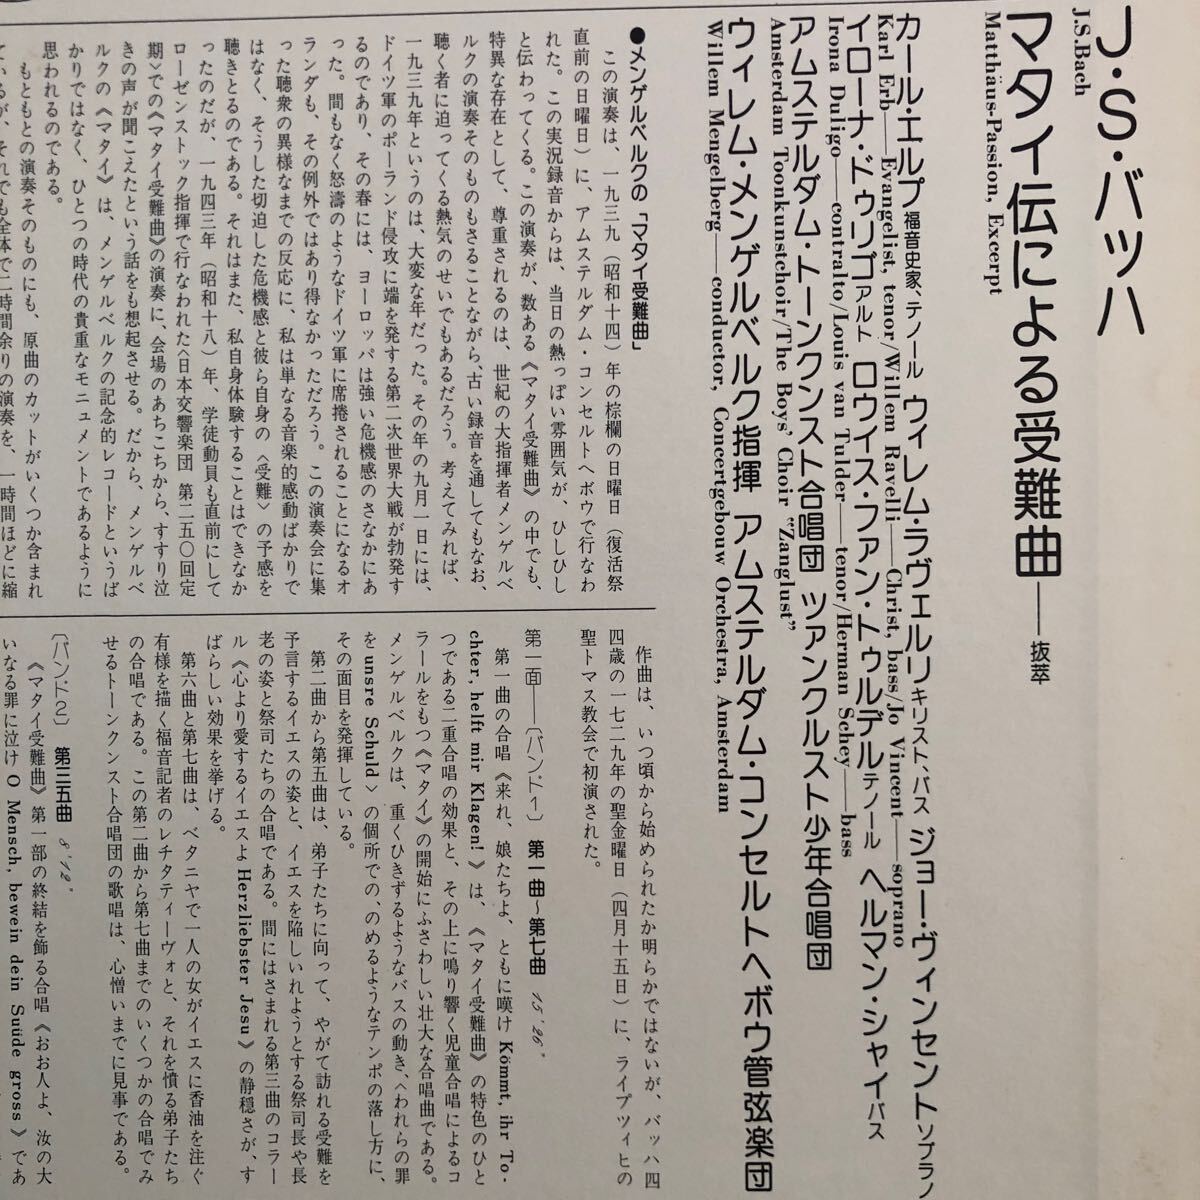 J・S・バッハ
J.S.Bach
マタイ伝による受難曲――抜萃
Matthäus-Passion, Excerpt
カール・エルプ 福音史家、テノール ウィレム・ラヴェルリ キリスト、バス ジョー・ヴィンセント ソプラノ
Karl Erb——Evangelist, tenor/Willem Ravelli——Christ, bass/Jo Vincent——soprano
イローナ・ドゥリゴ アルト ロウイス・ファン・トゥルデル テノール ヘルマン・シャイ バス
Irona Duligo——contralto/Louis van Tulder——tenor/Herman Schey——bass
アムステルダム・トーンクンスト合唱団 ツァンクルスト少年合唱団
Amsterdam Toonkunstchoir/The Boys' Choir "Zanglust"
ウィレム・メンゲルベルク指揮 アムステルダム・コンセルトヘボウ管弦楽団
Willem Mengelberg——conductor, Concertgebouw Orchestra, Amsterdam
●メンゲルベルクの「マタイ受難曲」
この演奏は、一九三九（昭和十四）年の棕櫚の日曜日（復活祭
直前の日曜日）に、アムステルダム・コンセルトヘボウで行なわ
れた。この実況録音からは、当日の熱っぽい雰囲気が、ひしひし
と伝わってくる。この演奏が、数ある《マタイ受難曲》の中でも、
特異な存在として、尊重されるのは、世紀の大指揮者メンゲルベ
ルクの演奏そのものもさることながら、古い録音を通してもなお、
聴く者に迫ってくる熱気のせいでもあるだろう。考えてみれば、
一九三九年というのは、大変な年だった。その年の九月一日には、
ドイツ軍のポーランド侵攻に端を発する第二次世界大戦が勃発す
るのであり、その春には、ヨーロッパは強い危機感のさなかにあ
った。間もなく怒濤のようなドイツ軍に席捲されることになるオ
ランダも、その例外ではあり得なかっただろう。この演奏会に集
った聴衆の異様なまでの反応に、私は単なる音楽的感動ばかりで
はなく、そうした切迫した危機感と彼ら自身の〈受難〉の予感を
聴きとるのである。それはまた、私自身体験することはできなか
ったのだが、一九四三年（昭和十八）年、学徒動員も直前にして
ローゼンストック指揮で行なわれた〈日本交響楽団 第二五〇回定
期〉での《マタイ受難曲》の演奏に、会場のあちこちから、すすり泣
きの声が聞こえたという話をも想起させる。だから、メンゲルベ
ルクの《マタイ》は、メンゲルベルクの記念的レコードというば
かりではなく、ひとつの時代の貴重なモニュメントであるように
思われるのである。
もともとの演奏そのものにも、原曲のカットがいくつか含まれ
ているが、それでも全体で二時間余りの演奏を、一時間ほどに縮
作曲は、いつ頃から始められたか明らかではないが、バッハ四
四歳の一七二九年の聖金曜日（四月十五日）に、ライプツィヒの
聖トマス教会で初演された。
第一面――〔バンド1〕 第一曲～第七曲 15'26"
第一曲の合唱《来れ、娘たちよ、ともに嘆け Kömmt, ihr To-
chter, helft mir Klagen!》は、《マタイ受難曲》の特色のひと
つである二重合唱の効果と、その上に鳴り響く児童合唱によるコ
ラールをもつ《マタイ》の開始にふさわしい壮大な合唱曲である。
メンゲルベルクは、重くひきずるようなバスの動き、〈われらの罪
を unsre Schuld〉の個所での、のめるようなテンポの落し方に、
その面目を発揮している。
第二曲から第五曲は、弟子たちに向って、やがて訪れる受難を
予言するイエスの姿と、イエスを陥しいれようとする祭司長や長
老の姿と祭司たちの合唱である。間にはさまれる第三曲のコラー
ル《心より愛するイエスよ Herzliebster Jesu》の静穏さが、す
ばらしい効果を挙げる。
第六曲と第七曲は、ベタニヤで一人の女がイエスに香油を注ぐ
有様を描く福音記者のレチタティーヴォと、それを憤る弟子たち
の合唱である。この第二曲から第七曲までのいくつかの合唱でみ
せるトーンクンスト合唱団の歌唱は、心憎いまでに見事である。
〔バンド2〕 第三五曲 8'12"
《マタイ受難曲》第一部の終結を飾る合唱《おお人よ、汝の大
いなる罪に泣け O Mensch, bewein dein Suüde gross》であ